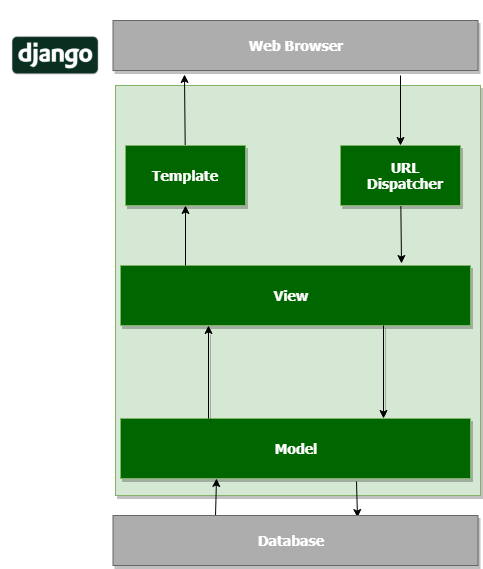 django
Web Browser
Template
URL
Dispatcher
View
Model
Database